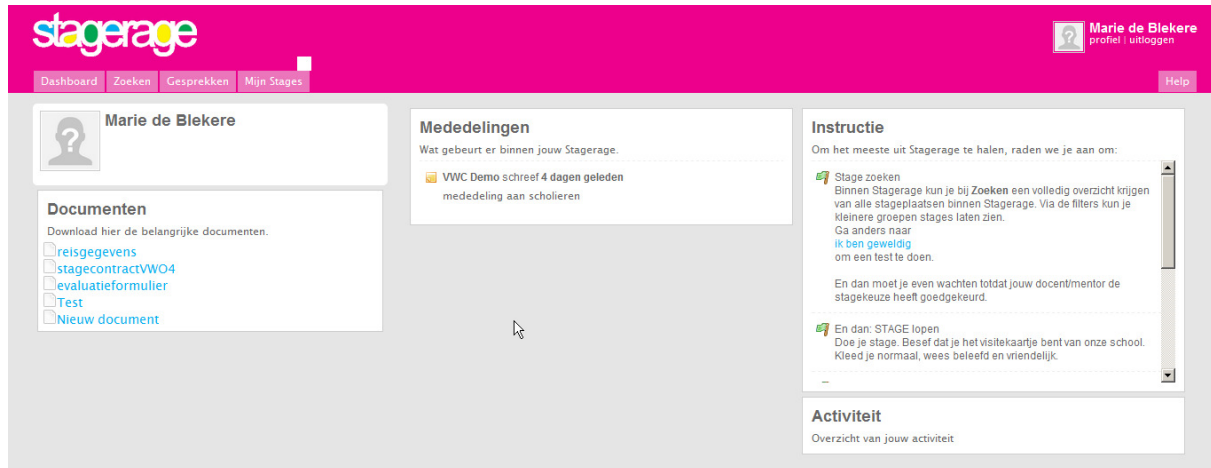 stagerage
Marie de Blekere
profiel | uitloggen
Dashboard Zoeken Gesprekken Mijn Stages Help
Marie de Blekere
Documenten
Download hier de belangrijke documenten.
reisgegevens
stagecontractVWO4
evaluatieformulier
Test
Nieuw document
Mededelingen
Wat gebeurt er binnen jouw Stagerage.
VWC Demo schreef 4 dagen geleden
mededeling aan scholieren
Instructie
Om het meeste uit Stagerage te halen, raden we je aan om:
Stage zoeken
Binnen Stagerage kun je bij Zoeken een volledig overzicht krijgen
van alle stageplaatsen binnen Stagerage. Via de filters kun je
kleinere groepen stages laten zien.
Ga anders naar
ik ben geweldig
om een test te doen.
En dan moet je even wachten totdat jouw docent/mentor de
stagekeuze heeft goedgekeurd.
En dan: STAGE lopen
Doe je stage. Besef dat je het visitekaartje bent van onze school.
Kleed je normaal, wees beleefd en vriendelijk.
Activiteit
Overzicht van jouw activiteit